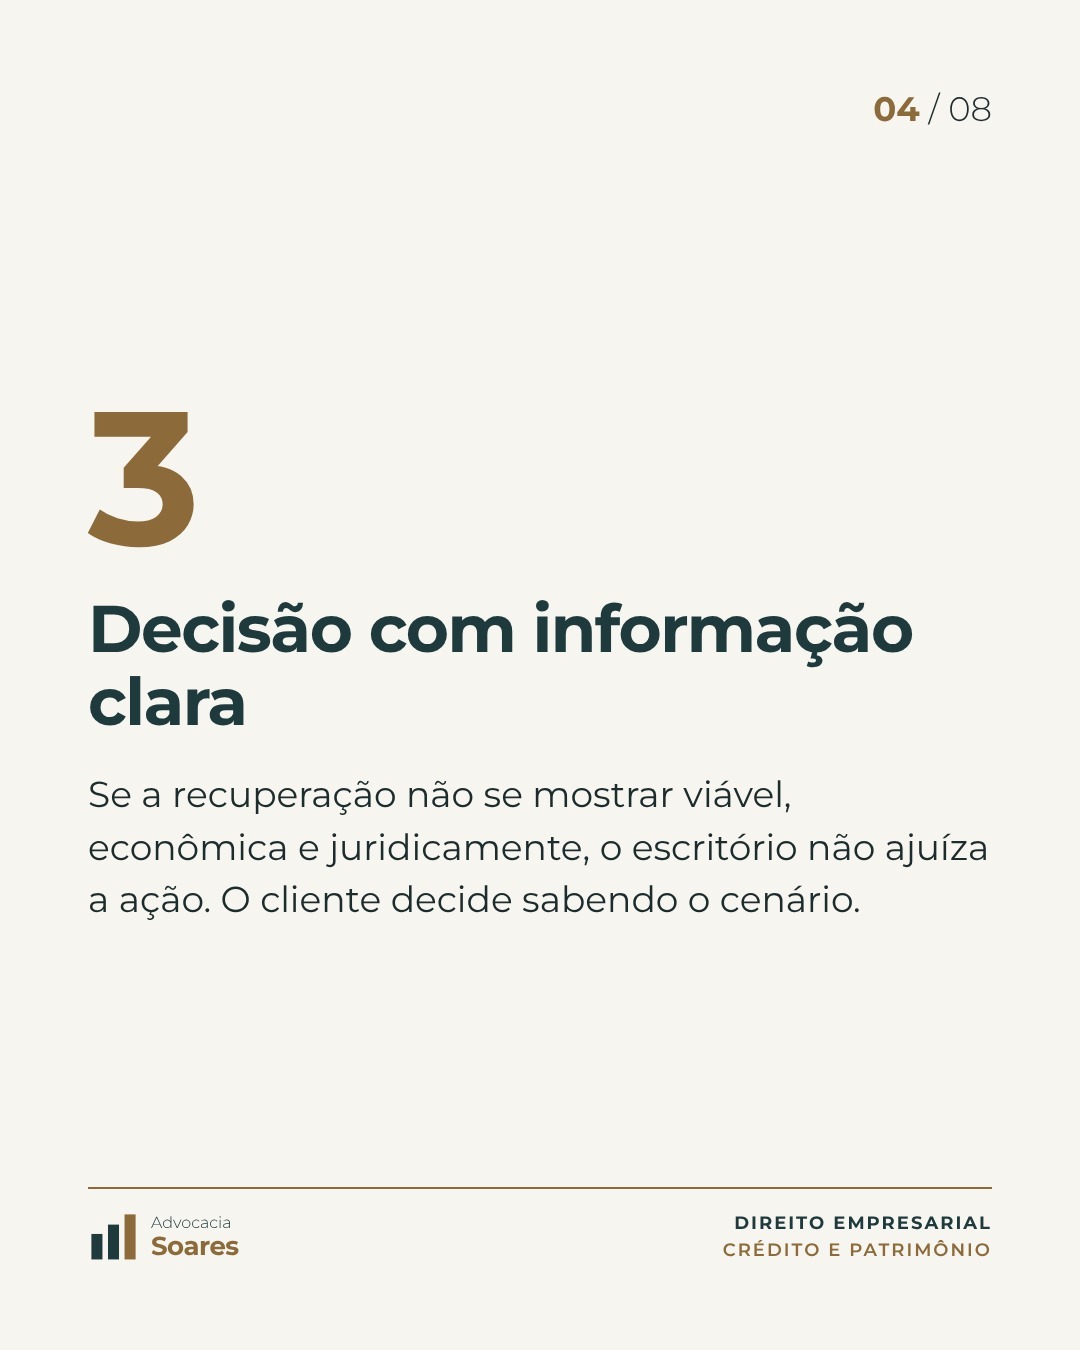 04 / 08
3
Decisão com informação
clara
Se a recuperação não se mostrar viável,
econômica e juridicamente, o escritório não ajuíza
a ação. O cliente decide sabendo o cenário.
Advocacia
Soares
DIREITO EMPRESARIAL
CRÉDITO E PATRIMÔNIO